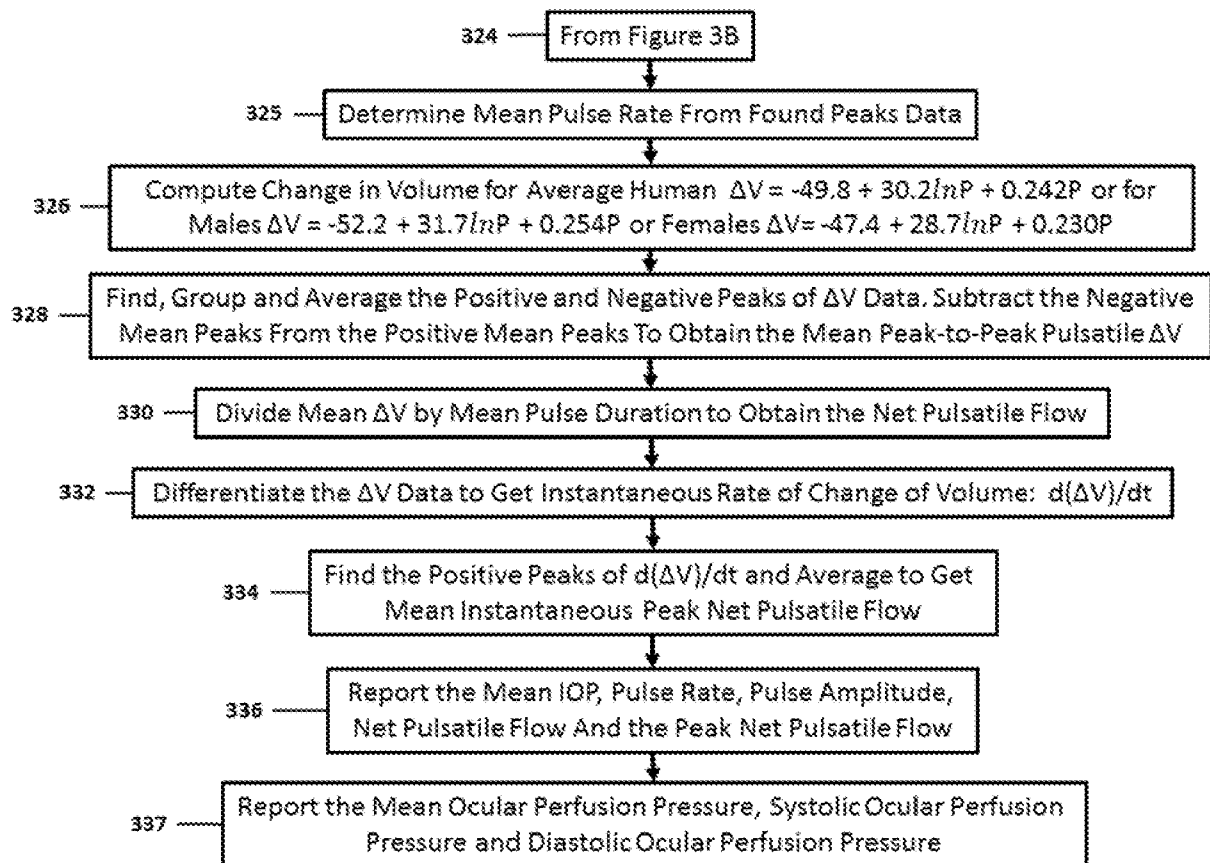 324 From Figure 3B
325 Determine Mean Pulse Rate From Found Peaks Data
326 Compute Change in Volume for Average Human ΔV = -49.8 + 30.2lnP + 0.242P or for
Males ΔV = -52.2 + 31.7lnP + 0.254P or Females ΔV= -47.4 + 28.7lnP + 0.230P
328 Find, Group and Average the Positive and Negative Peaks of ΔV Data. Subtract the Negative
Mean Peaks From the Positive Mean Peaks To Obtain the Mean Peak-to-Peak Pulsatile ΔV
330 Divide Mean ΔV by Mean Pulse Duration to Obtain the Net Pulsatile Flow
332 Differentiate the ΔV Data to Get Instantaneous Rate of Change of Volume: d(ΔV)/dt
334 Find the Positive Peaks of d(ΔV)/dt and Average to Get
Mean Instantaneous Peak Net Pulsatile Flow
336 Report the Mean IOP, Pulse Rate, Pulse Amplitude,
Net Pulsatile Flow And the Peak Net Pulsatile Flow
337 Report the Mean Ocular Perfusion Pressure, Systolic Ocular Perfusion
Pressure and Diastolic Ocular Perfusion Pressure